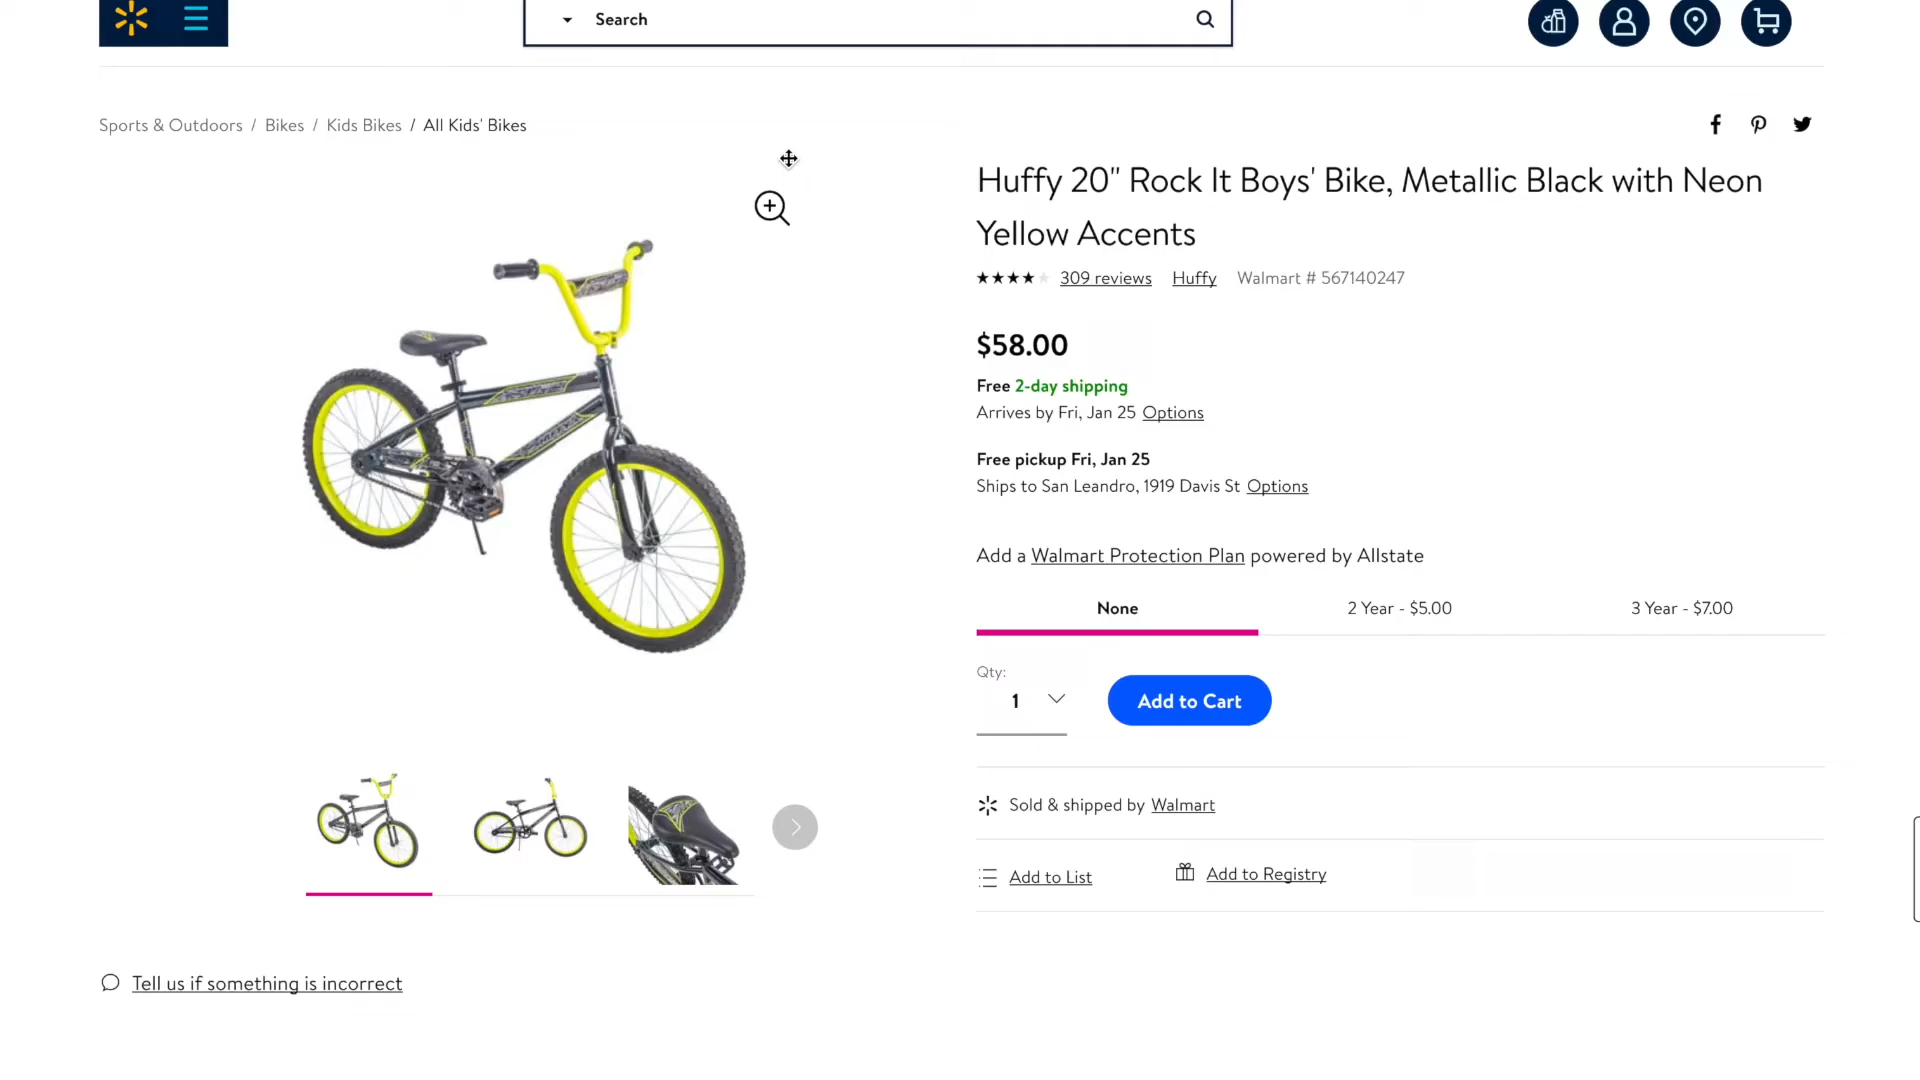 Search
Sports & Outdoors / Bikes / Kids Bikes / All Kids' Bikes
Huffy 20" Rock It Boys' Bike, Metallic Black with Neon
Yellow Accents
309 reviews Huffy Walmart # 567140247
$58.00
Free 2-day shipping
Arrives by Fri, Jan 25 Options
Free pickup Fri, Jan 25
Ships to San Leandro, 1919 Davis St Options
Add a Walmart Protection Plan powered by Allstate
None 2 Year - $5.00 3 Year - $7.00
Qty:
1 Add to Cart
Sold & shipped by Walmart
Add to List Add to Registry
Tell us if something is incorrect